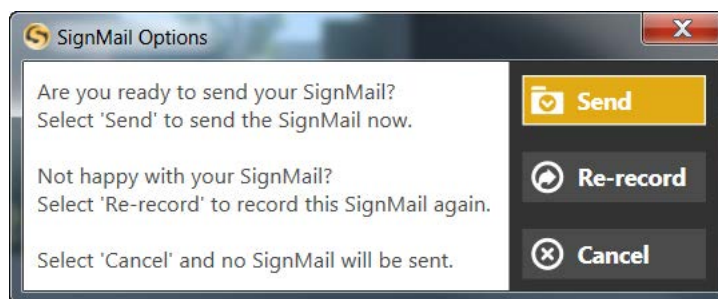 SignMail Options
Are you ready to send your SignMail?
Select 'Send' to send the SignMail now.
Not happy with your SignMail?
Select 'Re-record' to record this SignMail again.
Select 'Cancel' and no SignMail will be sent.
Send
Re-record
Cancel